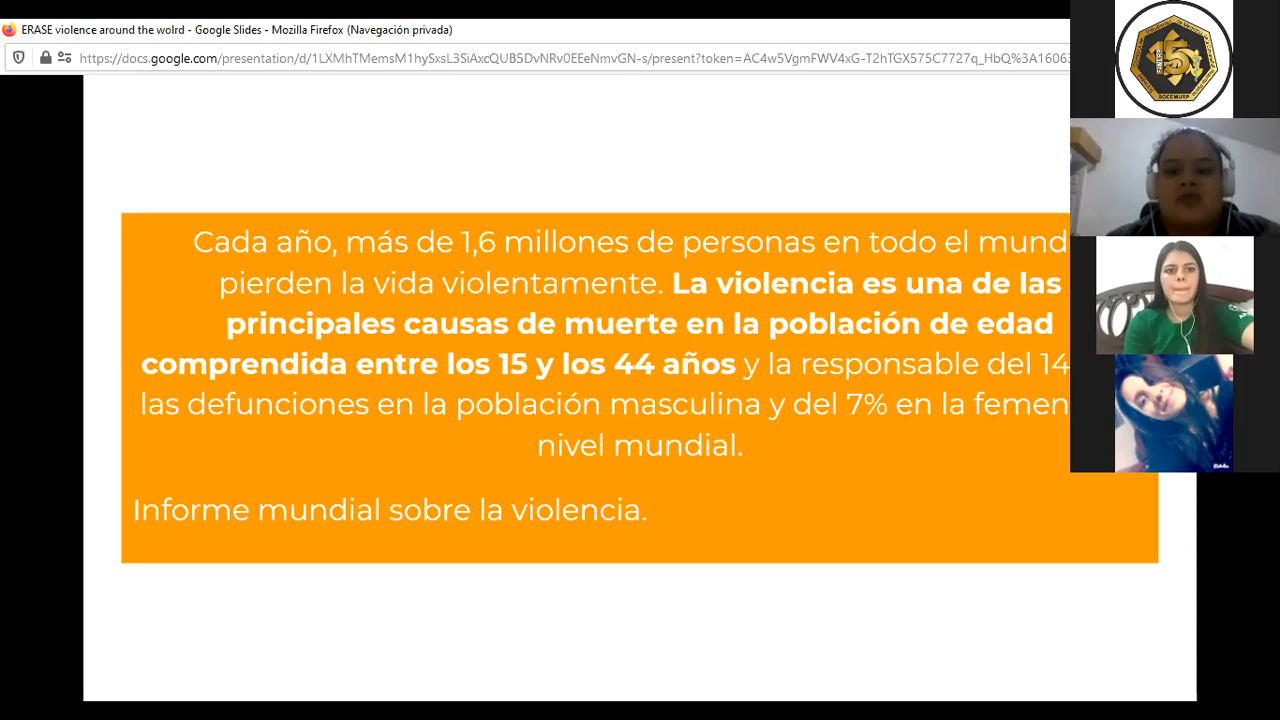 ERASE violence around the wolrd - Google Slides - Mozilla Firefox (Navegación privada)
https://docs.google.com/presentation/d/1LXMhTMemsM1hySxsL3SiAxcQUB5DvNRv0EEeNmvGN-s/present?token=AC4w5VgmFWV4xG-T2hTGX575C7727q_HbQ%3A16063
Cada año, más de 1,6 millones de personas en todo el mund
pierden la vida violentamente. La violencia es una de las
principales causas de muerte en la población de edad
comprendida entre los 15 y los 44 años y la responsable del 14
las defunciones en la población masculina y del 7% en la femen
nivel mundial.
Informe mundial sobre la violencia.
15
SOCEMURP